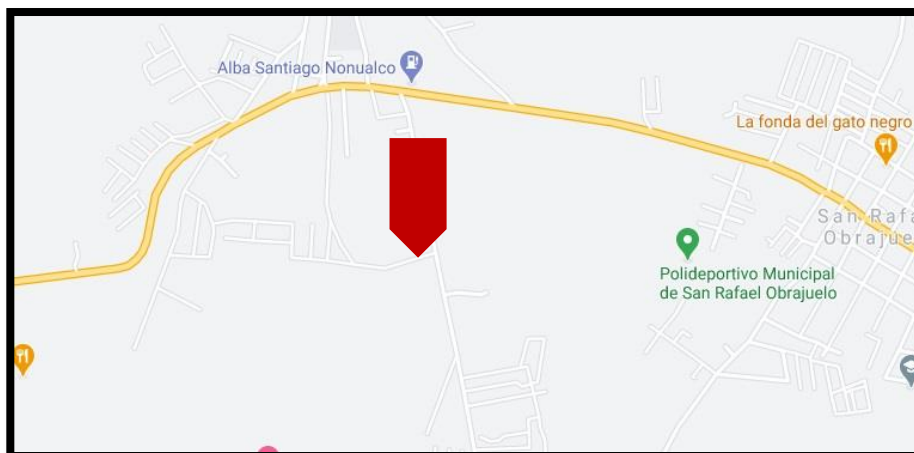 Alba Santiago Nonualco
La fonda del gato negro
San Rafa
Obrajue
Polideportivo Municipal
de San Rafael Obrajuelo